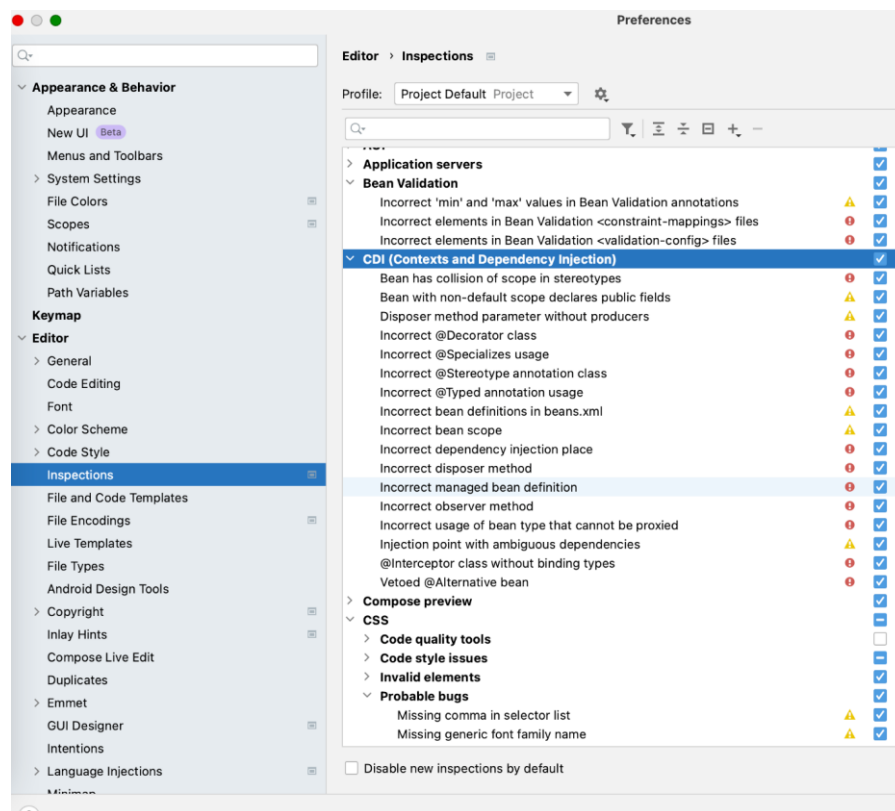 Preferences
Appearance & Behavior
Appearance
New UI Beta
Menus and Toolbars
System Settings
File Colors
Scopes
Notifications
Quick Lists
Path Variables
Keymap
Editor
General
Code Editing
Font
Color Scheme
Code Style
Inspections
File and Code Templates
File Encodings
Live Templates
File Types
Android Design Tools
Copyright
Inlay Hints
Compose Live Edit
Duplicates
Emmet
GUI Designer
Intentions
Language Injections
Editor › Inspections
Profile: Project Default Project
Application servers
Bean Validation
Incorrect 'min' and 'max' values in Bean Validation annotations
Incorrect elements in Bean Validation <constraint-mappings> files
Incorrect elements in Bean Validation <validation-config> files
CDI (Contexts and Dependency Injection)
Bean has collision of scope in stereotypes
Bean with non-default scope declares public fields
Disposer method parameter without producers
Incorrect @Decorator class
Incorrect @Specializes usage
Incorrect @Stereotype annotation class
Incorrect @Typed annotation usage
Incorrect bean definitions in beans.xml
Incorrect bean scope
Incorrect dependency injection place
Incorrect disposer method
Incorrect managed bean definition
Incorrect observer method
Incorrect usage of bean type that cannot be proxied
Injection point with ambiguous dependencies
@Interceptor class without binding types
Vetoed @Alternative bean
Compose preview
CSS
Code quality tools
Code style issues
Invalid elements
Probable bugs
Missing comma in selector list
Missing generic font family name
Disable new inspections by default